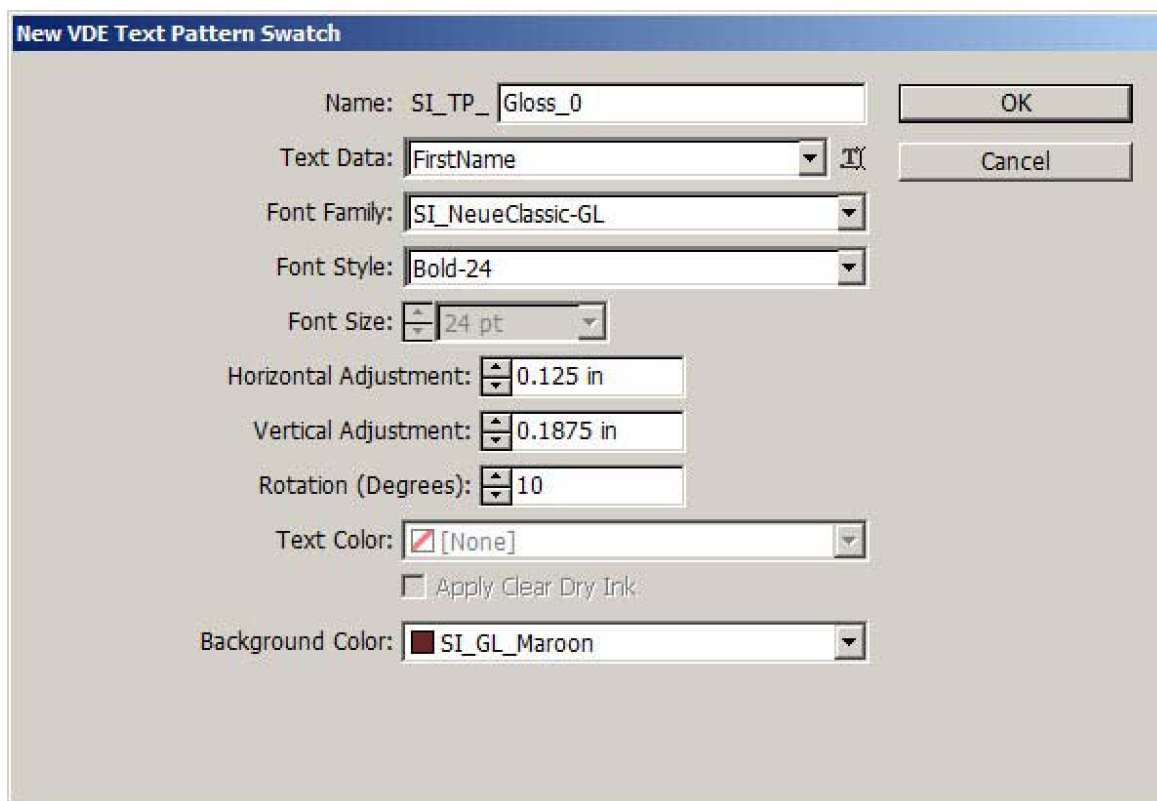 New VDE Text Pattern Swatch
Name: SI_TP_ Gloss_0 OK
Text Data: FirstName Cancel
Font Family: SI_NeueClassic-GL
Font Style: Bold-24
Font Size: 24 pt
Horizontal Adjustment: 0.125 in
Vertical Adjustment: 0.1875 in
Rotation (Degrees): 10
Text Color: [None]
Apply Clear Dry Ink
Background Color: SI_GL_Maroon